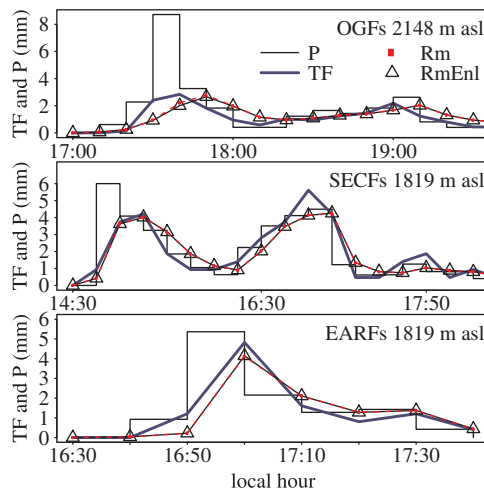 OGFs 2148 m asl
P
Rm
TF
RmEnl
TF and P (mm)
8
6
4
2
0
17:00
18:00
19:00
SECFs 1819 m asl
TF and P (mm)
6
5
4
3
2
1
0
14:30
16:30
17:50
EARFs 1819 m asl
TF and P (mm)
6
5
4
3
2
1
0
16:30
16:50
17:10
17:30
local hour